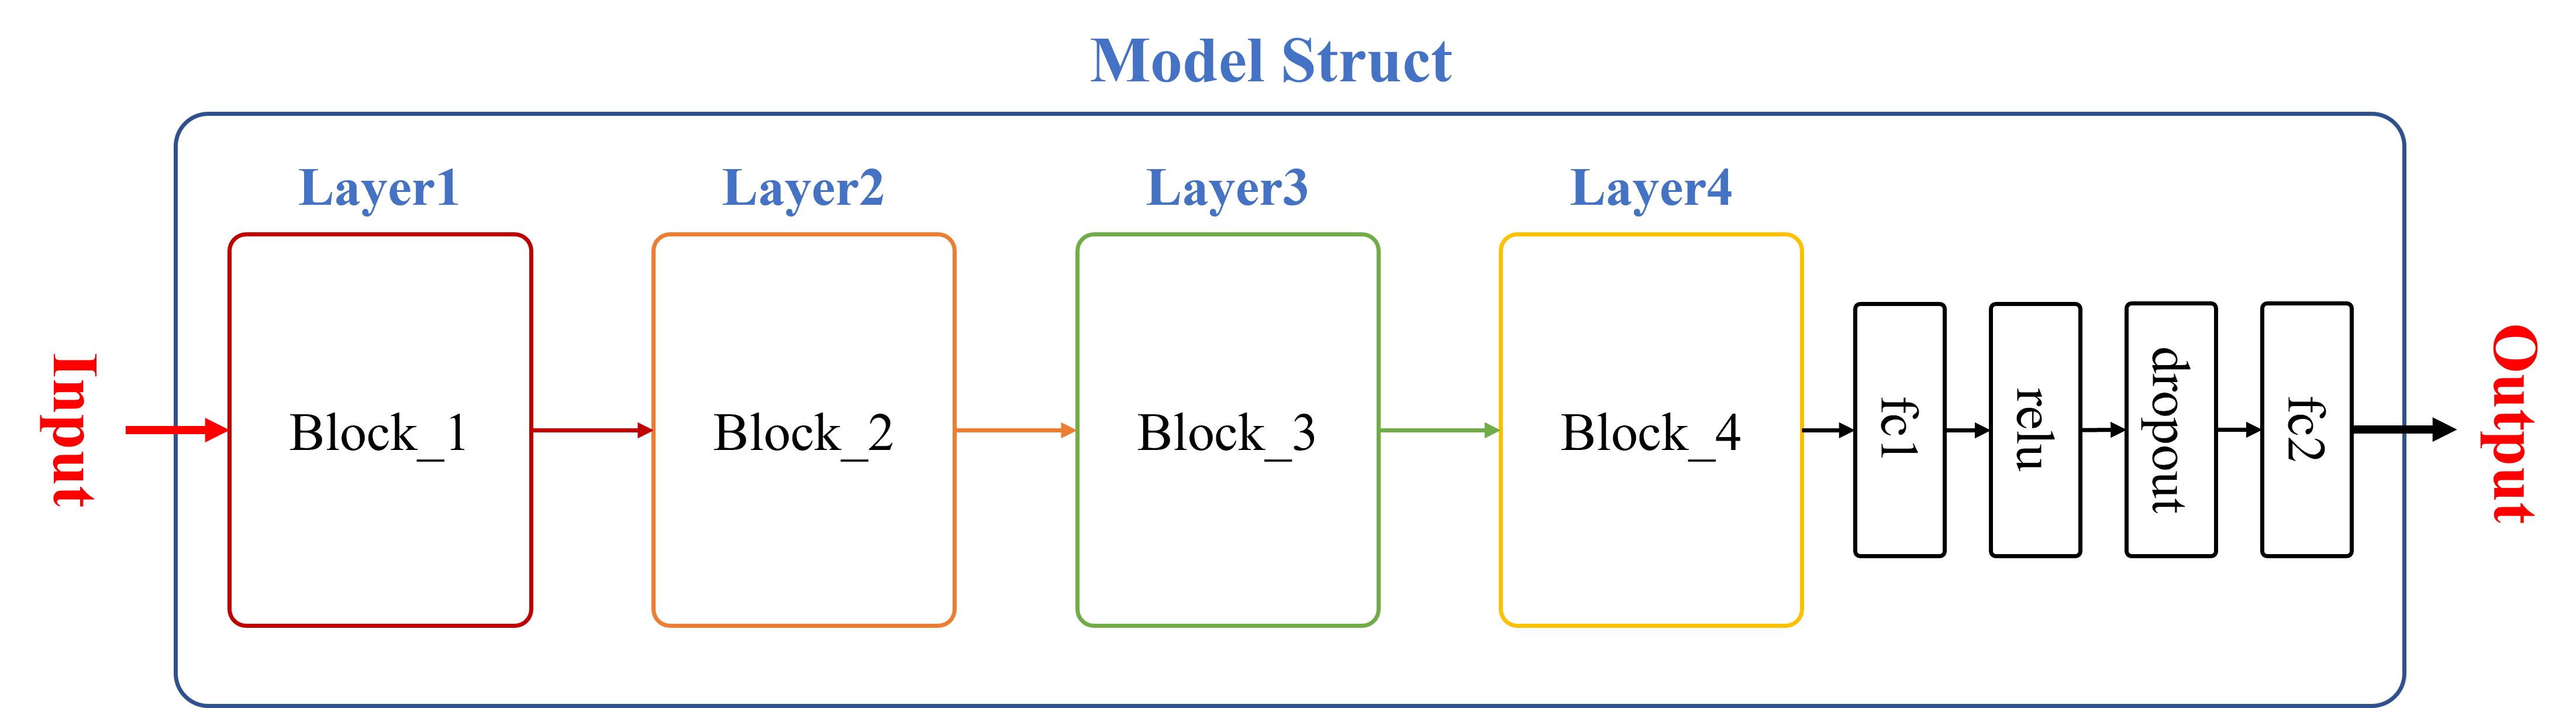 Model Struct
Layer1
Layer2
Layer3
Layer4
Input
Block_1
Block_2
Block_3
Block_4
fc1
relu
dropout
fc2
Output